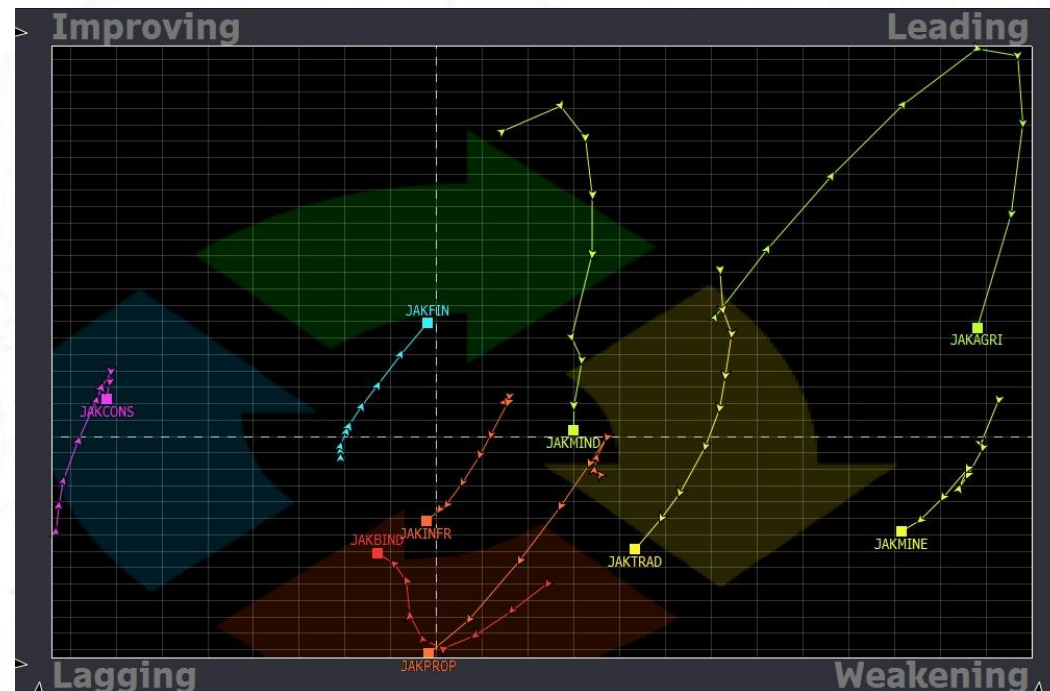 Improving
Leading
JAKFIN
JAKAGRI
JAKCONS
JAKMIND
JAKINFR
JAKBIND
JAKMINE
JAKTRAD
JAKPROP
Lagging
Weakening